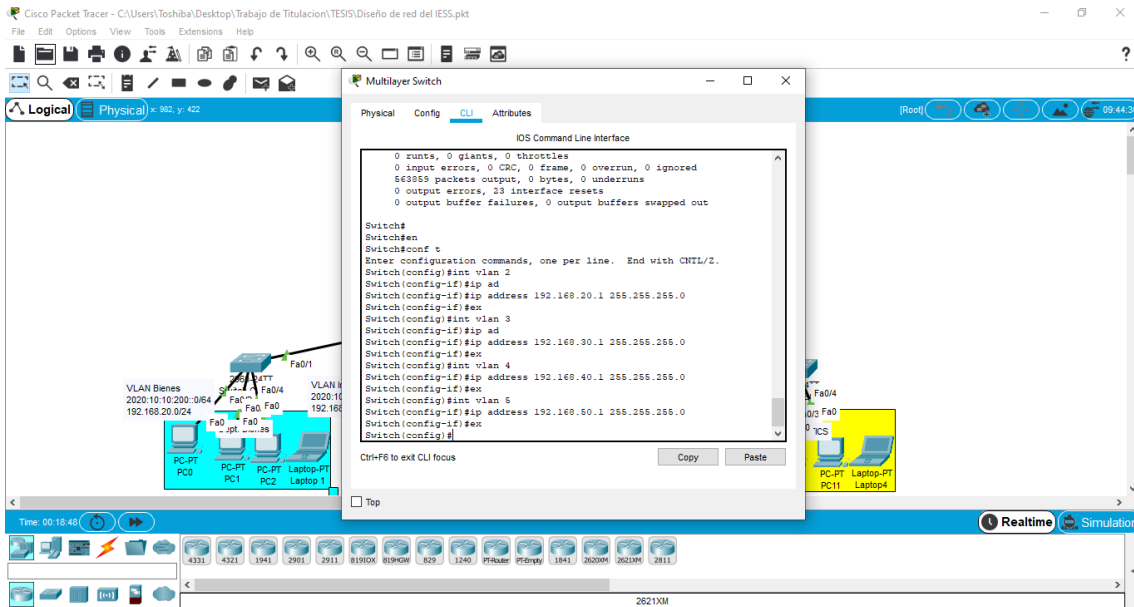 Cisco Packet Tracer - C:\Users\Toshiba\Desktop\Trabajo de Titulacion\TESIS\Diseño de red del IESS.pkt
File Edit Options View Tools Extensions Help
?
Logical
Physical
x: 982, y: 422
[Root]
09:44:3
Multilayer Switch
Physical Config CLI Attributes
IOS Command Line Interface
0 runts, 0 giants, 0 throttles
0 input errors, 0 CRC, 0 frame, 0 overrun, 0 ignored
563859 packets output, 0 bytes, 0 underruns
0 output errors, 23 interface resets
0 output buffer failures, 0 output buffers swapped out
Switch#
Switch#en
Switch#conf t
Enter configuration commands, one per line. End with CNTL/Z.
Switch(config)#int vlan 2
Switch(config-if)#ip ad
Switch(config-if)#ip address 192.168.20.1 255.255.255.0
Switch(config-if)#ex
Switch(config)#int vlan 3
Switch(config-if)#ip ad
Switch(config-if)#ip address 192.168.30.1 255.255.255.0
Switch(config-if)#ex
Switch(config)#int vlan 4
Switch(config-if)#ip address 192.168.40.1 255.255.255.0
Switch(config-if)#ex
Switch(config)#int vlan 5
Switch(config-if)#ip address 192.168.50.1 255.255.255.0
Switch(config-if)#ex
Switch(config)#
Ctrl+F6 to exit CLI focus
Copy
Paste
Top
Fa0/1
VLAN Bienes
2020:10:10:200::0/64
192.168.20.0/24
Fa0/4
Fa0
Fa0
Fa0
Fa0
VLAN
2020:10
192.168
PC-PT
PC0
PC-PT
PC1
PC-PT
PC2
Laptop-PT
Laptop 1
Fa0/4
Fa0
TICS
PC-PT
PC11
Laptop-PT
Laptop4
Time: 00:18:48
Realtime
Simulation
4331
4321
1941
2901
2911
819IOX
819HGW
829
1240
PT-Router
PT-Empty
1841
2620XM
2621XM
2811
2621XM